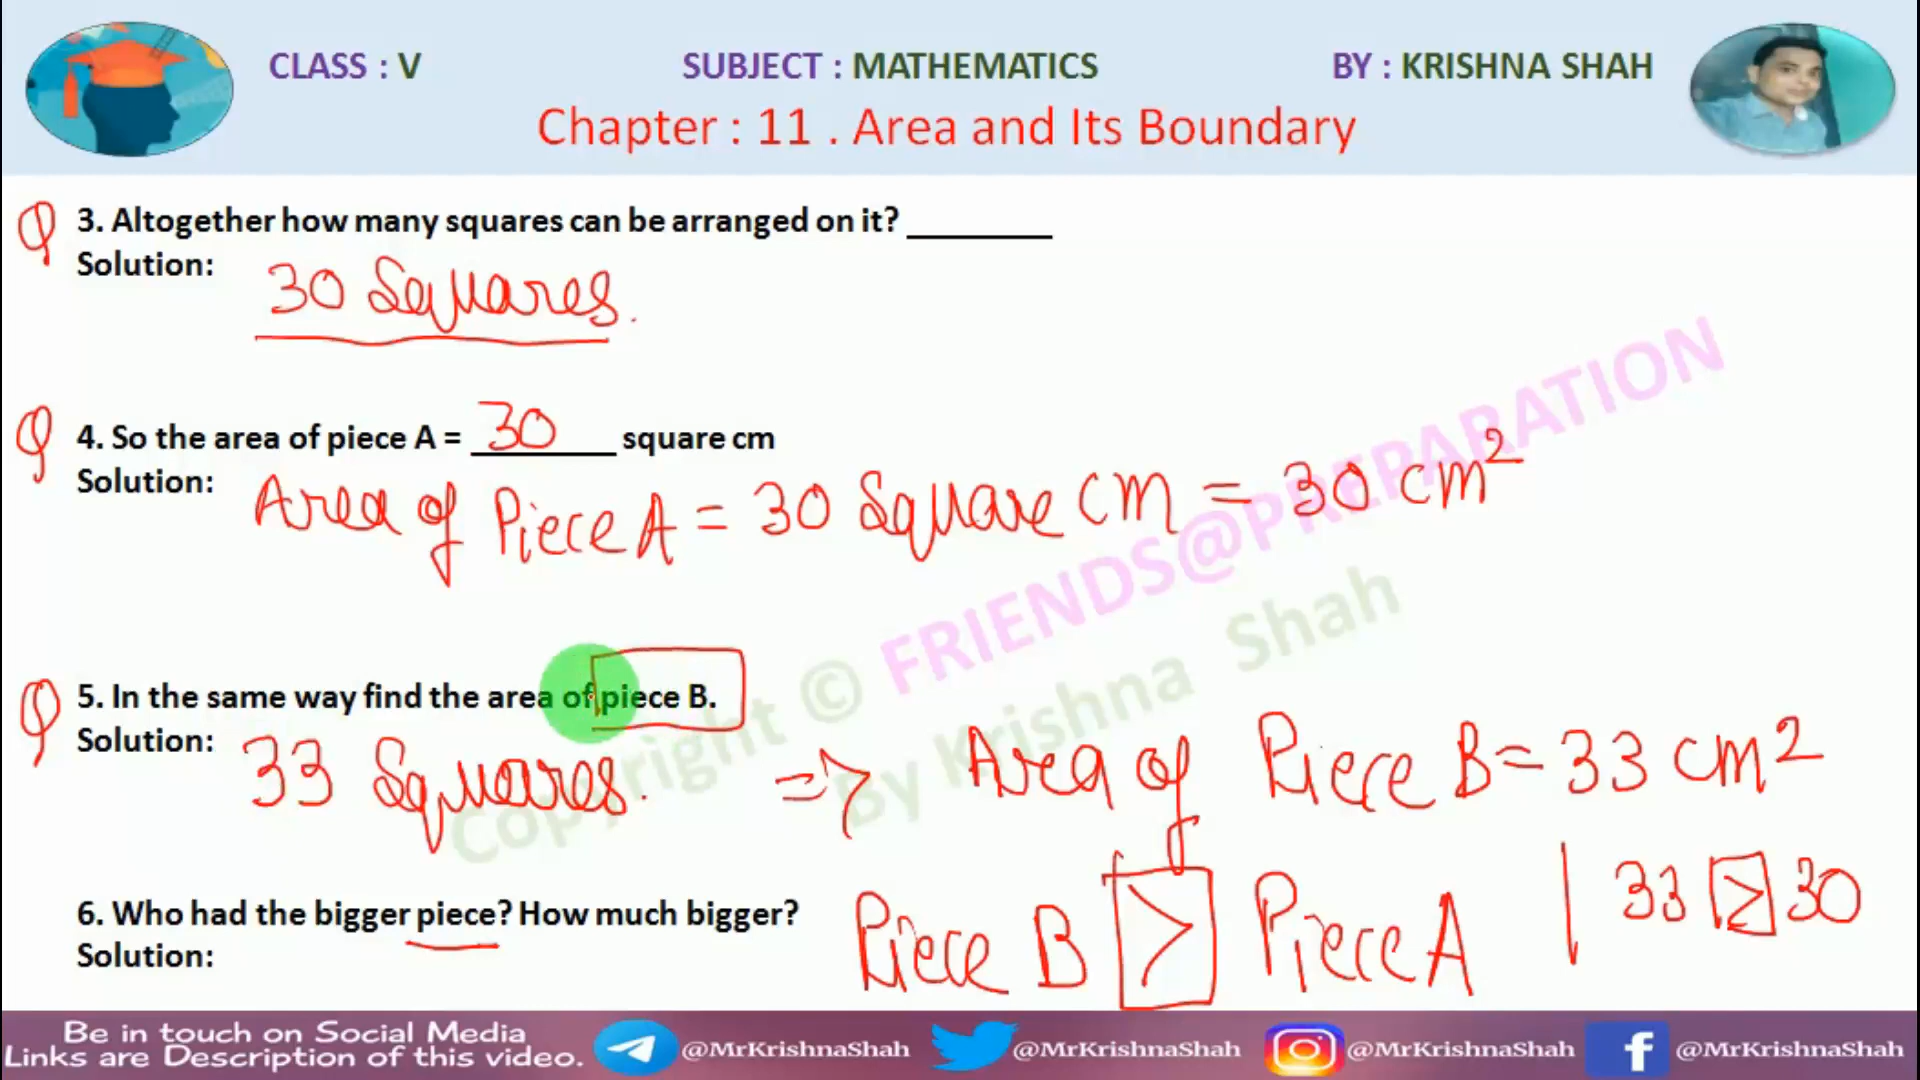 CLASS : V SUBJECT : MATHEMATICS BY : KRISHNA SHAH
Chapter : 11 . Area and Its Boundary
Q 3. Altogether how many squares can be arranged on it? ________
Solution:
30 Squares.
Q 4. So the area of piece A = 30 square cm
Solution: Area of Piece A = 30 Square cm = 30 cm²
Q 5. In the same way find the area of piece B.
Solution: 33 Squares. => Area of Piece B = 33 cm²
6. Who had the bigger piece? How much bigger?
Solution:
Piece B > Piece A | 33 > 30
Copyright © FRIENDS@PREPARATION
By Krishna Shah
Be in touch on Social Media
Links are Description of this video.
@MrKrishnaShah @MrKrishnaShah @MrKrishnaShah @MrKrishnaShah